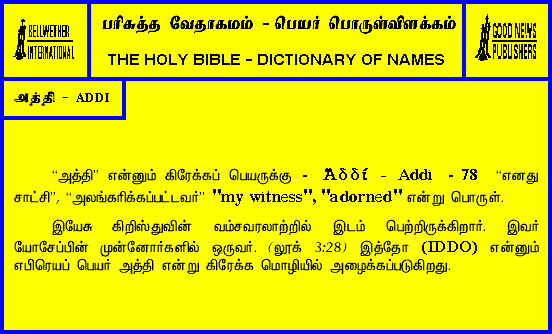 BELLWETHER
INTERNATIONAL
பரிசுத்த வேதாகமம் - பெயர் பொருள்விளக்கம்
THE HOLY BIBLE - DICTIONARY OF NAMES
GOOD NEWS
PUBLISHERS
அத்தி - ADDI
“அத்தி” என்னும் கிரேக்கப் பெயருக்கு - Ἀδδί - Addi - 78 “எனது
சாட்சி”, “அலங்கரிக்கப்பட்டவர்” "my witness", "adorned" என்று பொருள்.
இயேசு கிறிஸ்துவின் வம்சவரலாற்றில் இடம் பெற்றிருக்கிறார். இவர்
யோசேப்பின் முன்னோர்களில் ஒருவர். (லூக் 3:28) இத்தோ (IDDO) என்னும்
எபிரெயப் பெயர் அத்தி என்று கிரேக்க மொழியில் அழைக்கப்படுகிறது.